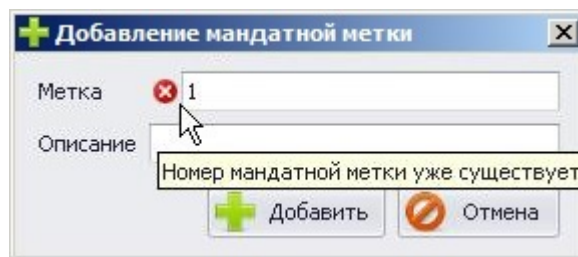 Добавление мандатной метки
Метка 1
Описание
Номер мандатной метки уже существует
Добавить Отмена